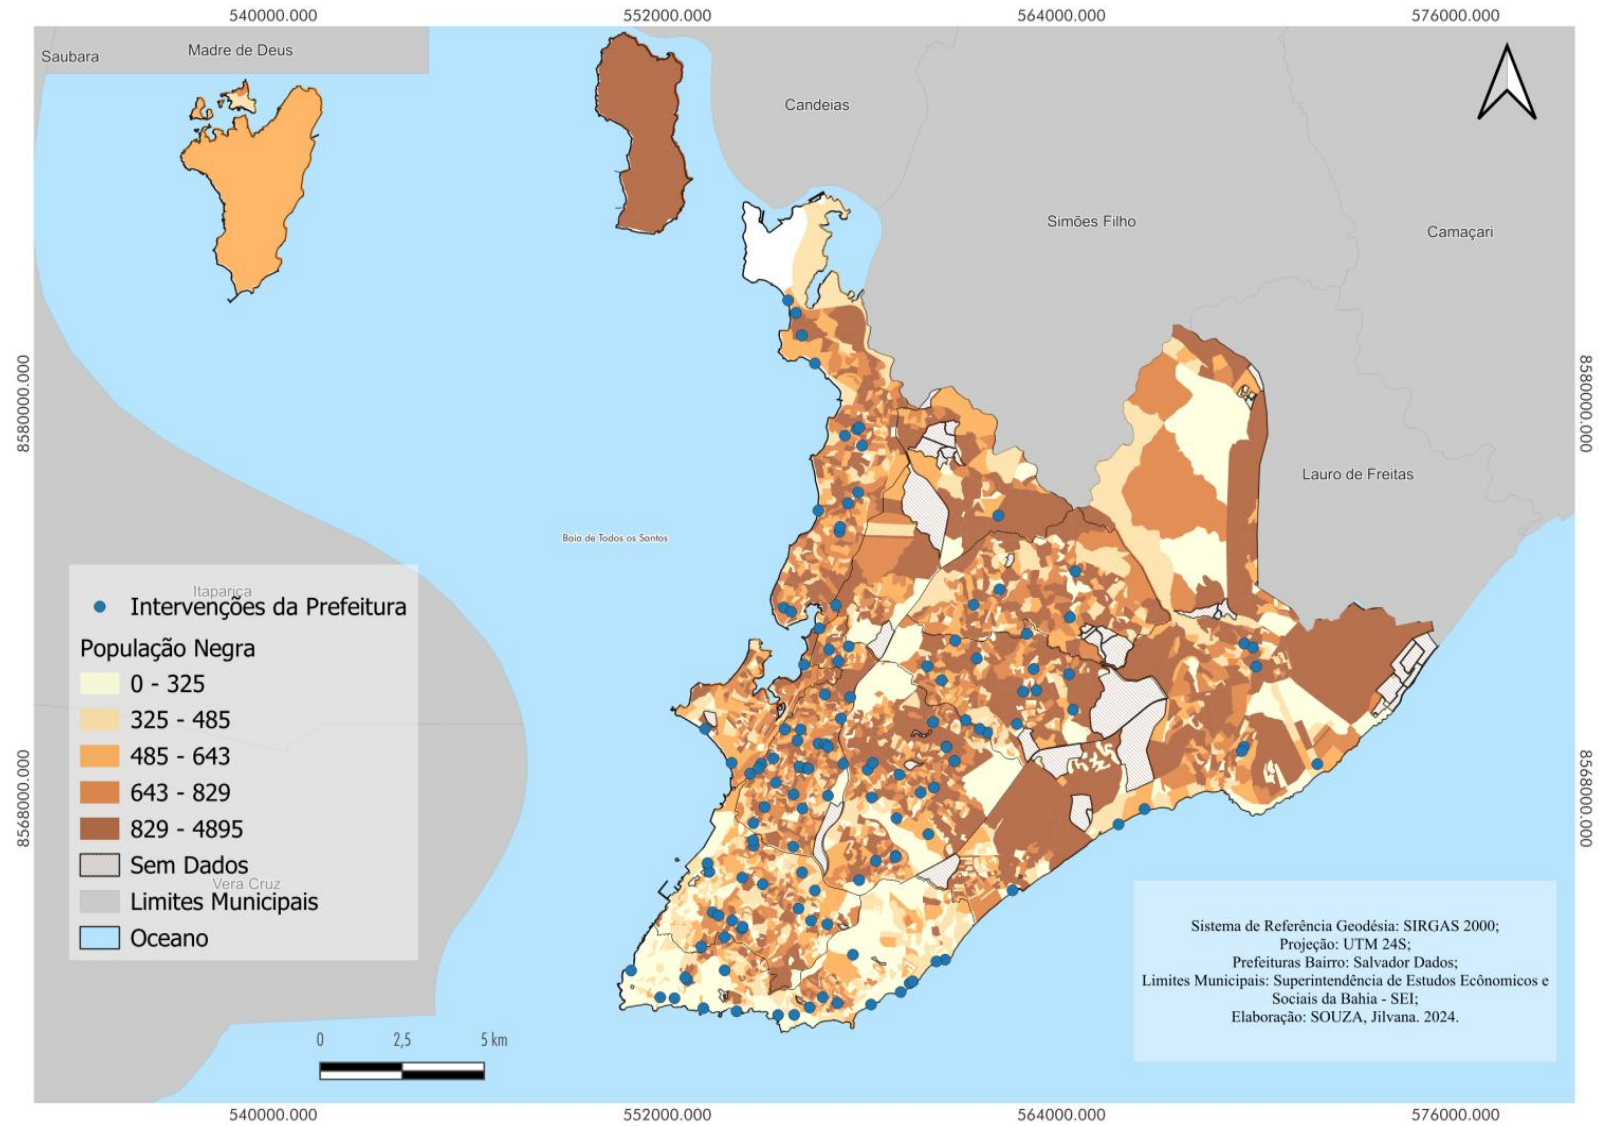 540000.000
552000.000
564000.000
576000.000
Saubara
Madre de Deus
Candeias
Simões Filho
Camaçari
8580000.000
8580000.000
Lauro de Freitas
Baia de Todos os Santos
Itaparica
Intervenções da Prefeitura
População Negra
0 - 325
325 - 485
485 - 643
643 - 829
829 - 4895
Sem Dados
Vera Cruz
Limites Municipais
Oceano
8568000.000
8568000.000
Sistema de Referência Geodésia: SIRGAS 2000;
Projeção: UTM 24S;
Prefeituras Bairro: Salvador Dados;
Limites Municipais: Superintendência de Estudos Ecônomicos e
Sociais da Bahia - SEI;
Elaboração: SOUZA, Jilvana. 2024.
0 2,5 5 km
540000.000
552000.000
564000.000
576000.000